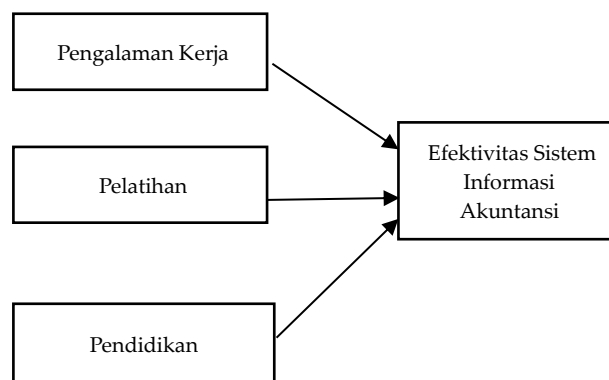 Pengalaman Kerja
Pelatihan
Efektivitas Sistem
Informasi
Akuntansi
Pendidikan